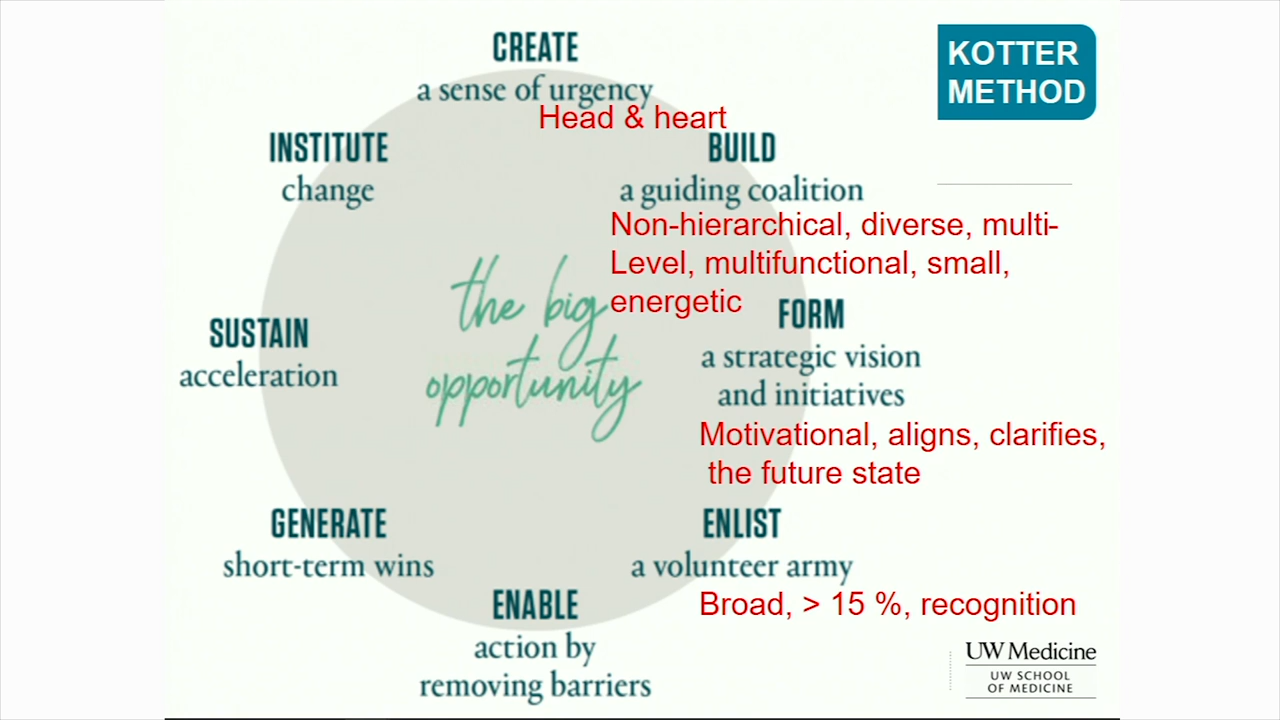 KOTTER
METHOD
CREATE
a sense of urgency
Head & heart
BUILD
a guiding coalition
Non-hierarchical, diverse, multi-
Level, multifunctional, small,
energetic
FORM
a strategic vision
and initiatives
Motivational, aligns, clarifies,
the future state
ENLIST
a volunteer army
Broad, > 15 %, recognition
ENABLE
action by
removing barriers
GENERATE
short-term wins
SUSTAIN
acceleration
INSTITUTE
change
the big
opportunity
UW Medicine
UW SCHOOL
OF MEDICINE